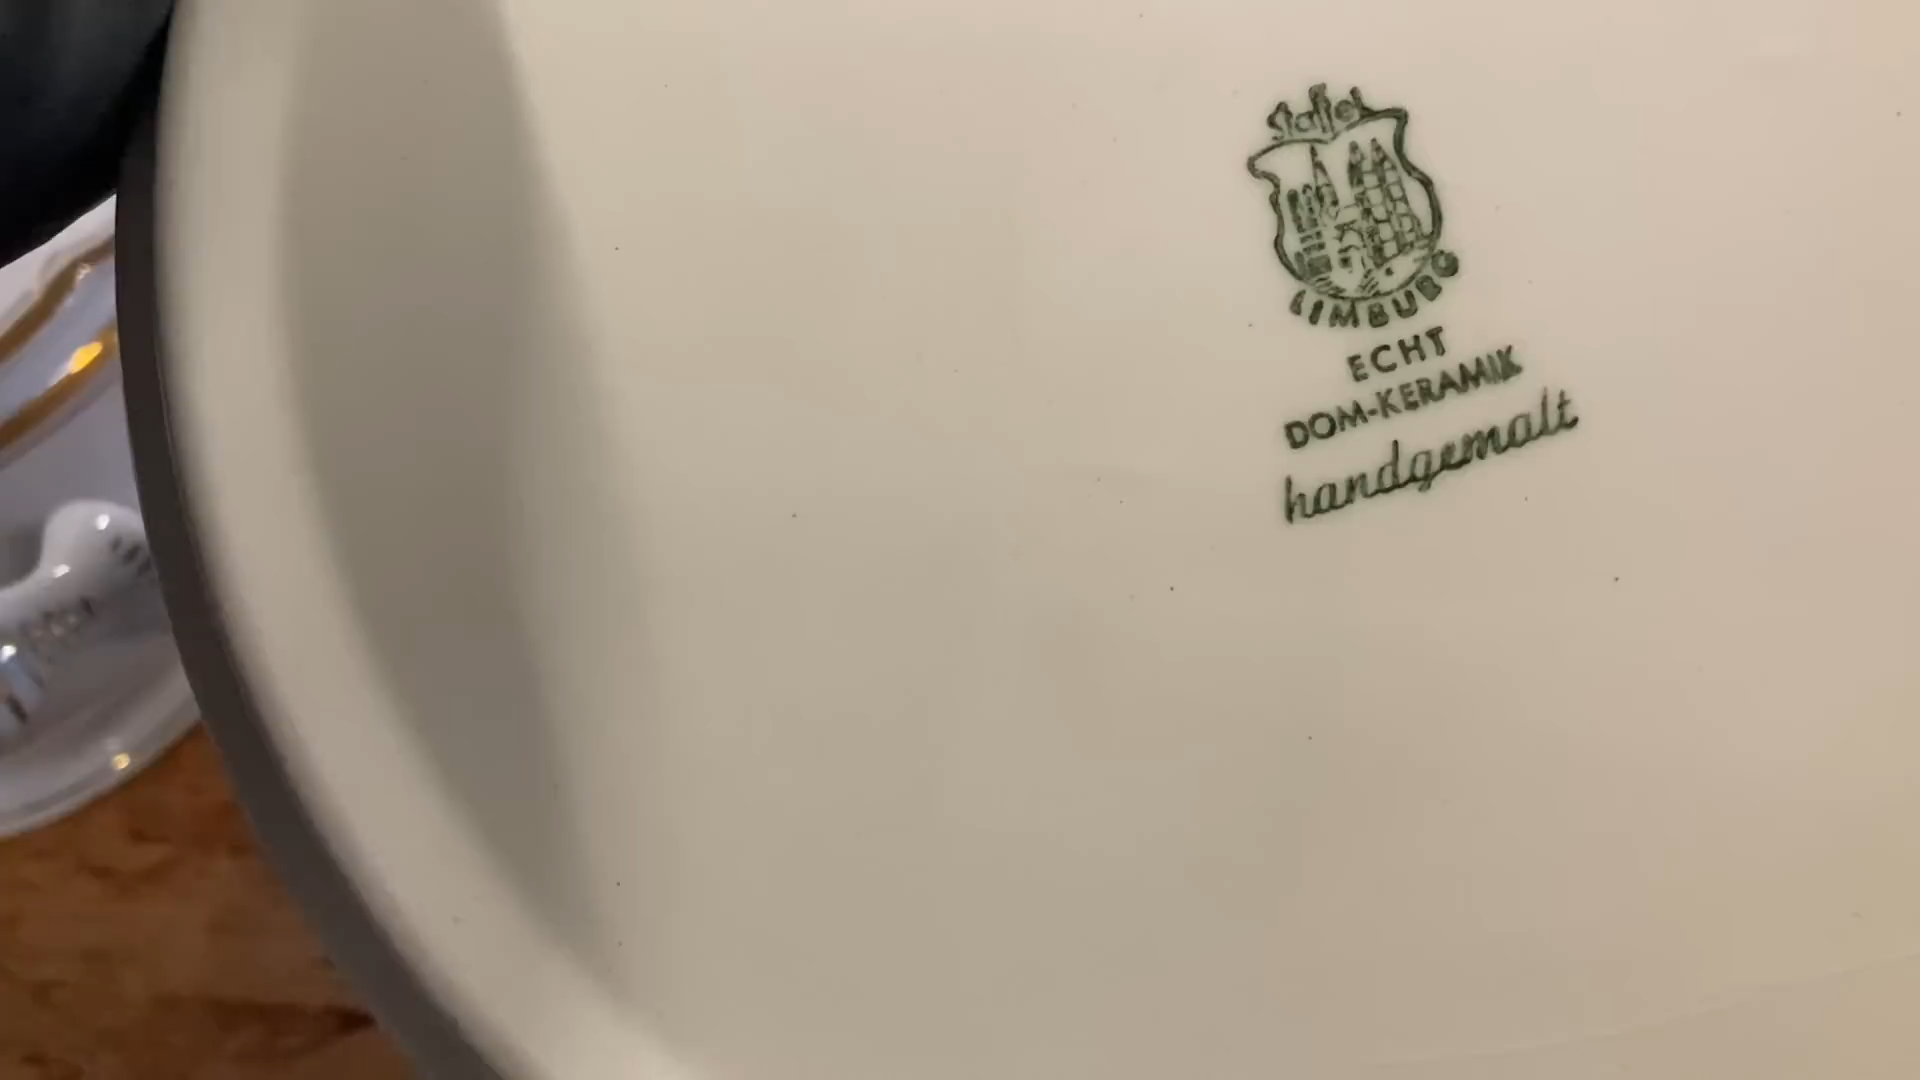 Staffel
LIMBURG
ECHT
DOM-KERAMIK
handgemalt